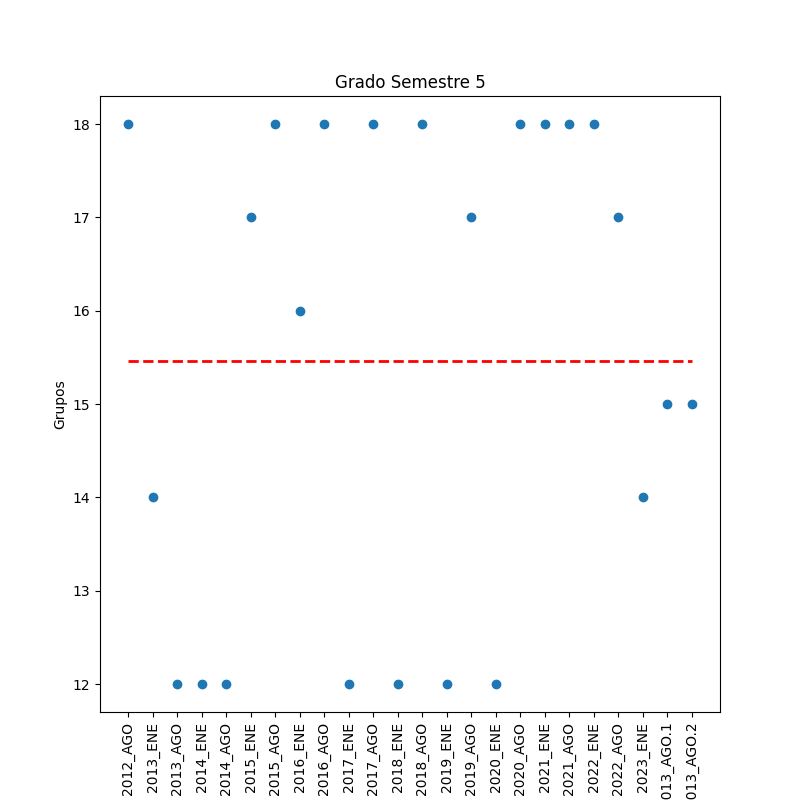 Grado Semestre 5
Grupos
18
17
16
15
14
13
12
2012_AGO
2013_ENE
2013_AGO
2014_ENE
2014_AGO
2015_ENE
2015_AGO
2016_ENE
2016_AGO
2017_ENE
2017_AGO
2018_ENE
2018_AGO
2019_ENE
2019_AGO
2020_ENE
2020_AGO
2021_ENE
2021_AGO
2022_ENE
2022_AGO
2023_ENE
013_AGO.1
013_AGO.2